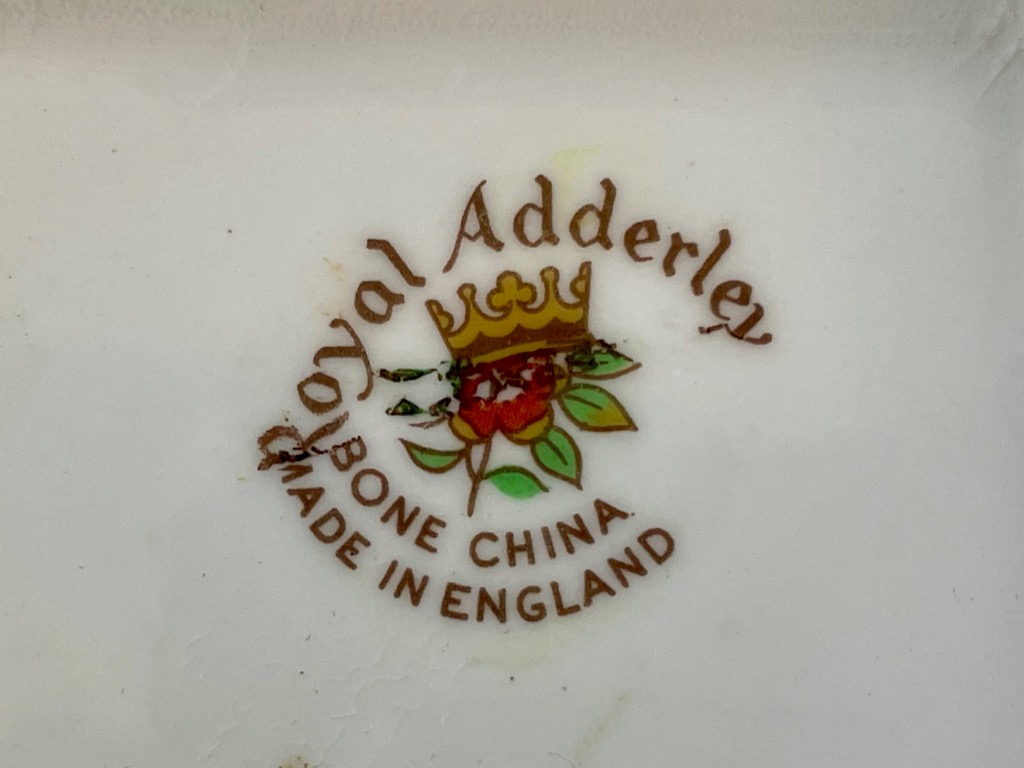 Royal Adderley
BONE CHINA.
MADE IN ENGLAND